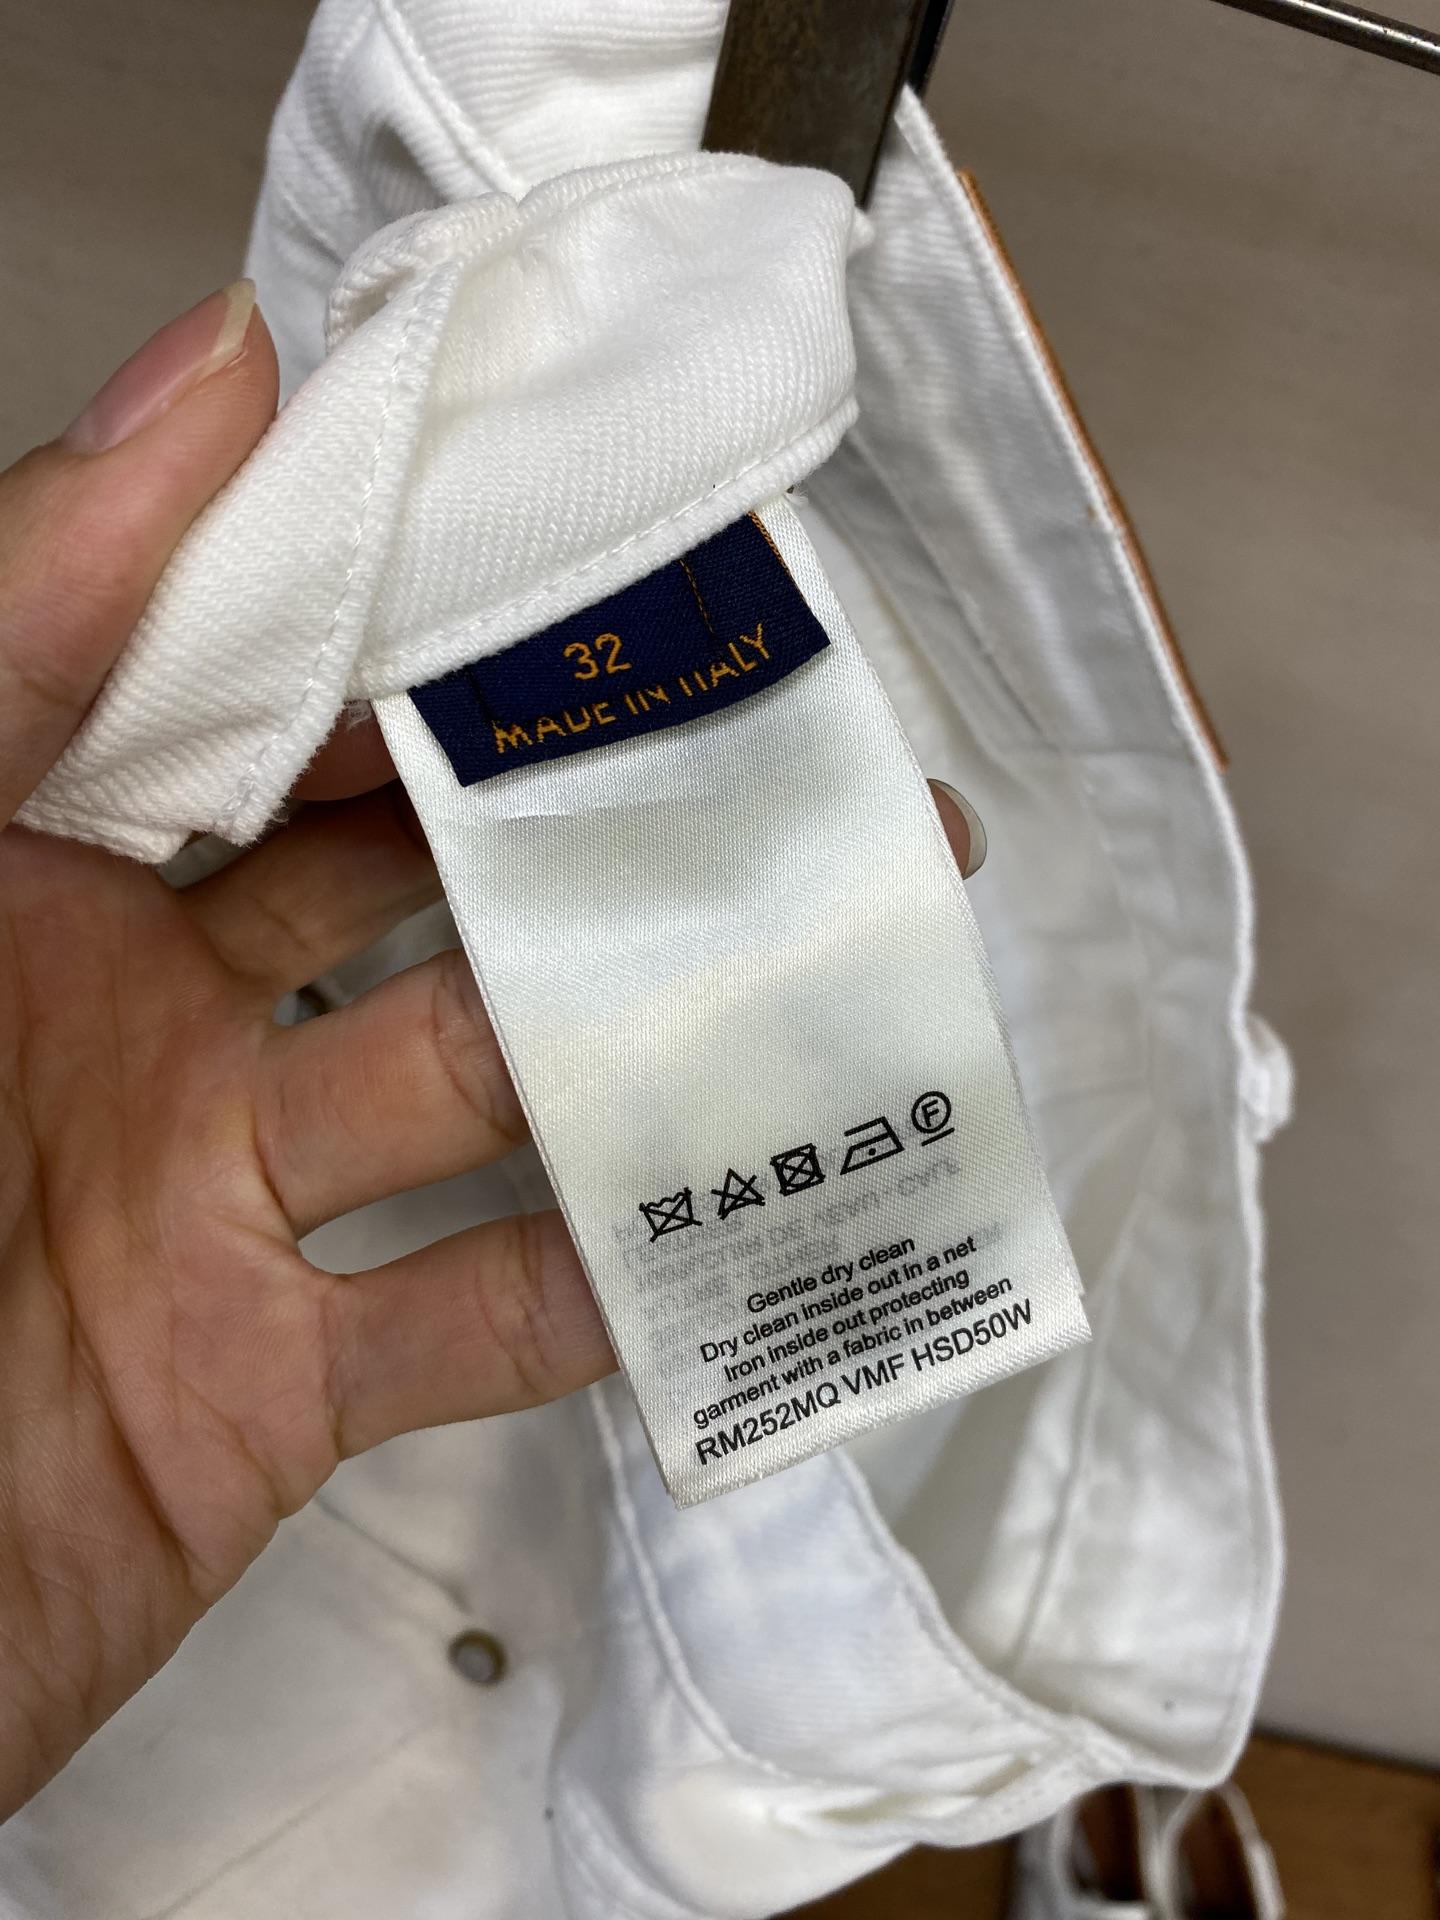 32
MADE IN ITALY
F
Gentle dry clean
Dry clean inside out in a net
Iron inside out protecting
garment with a fabric in between
RM252MQ VMF HSD50W